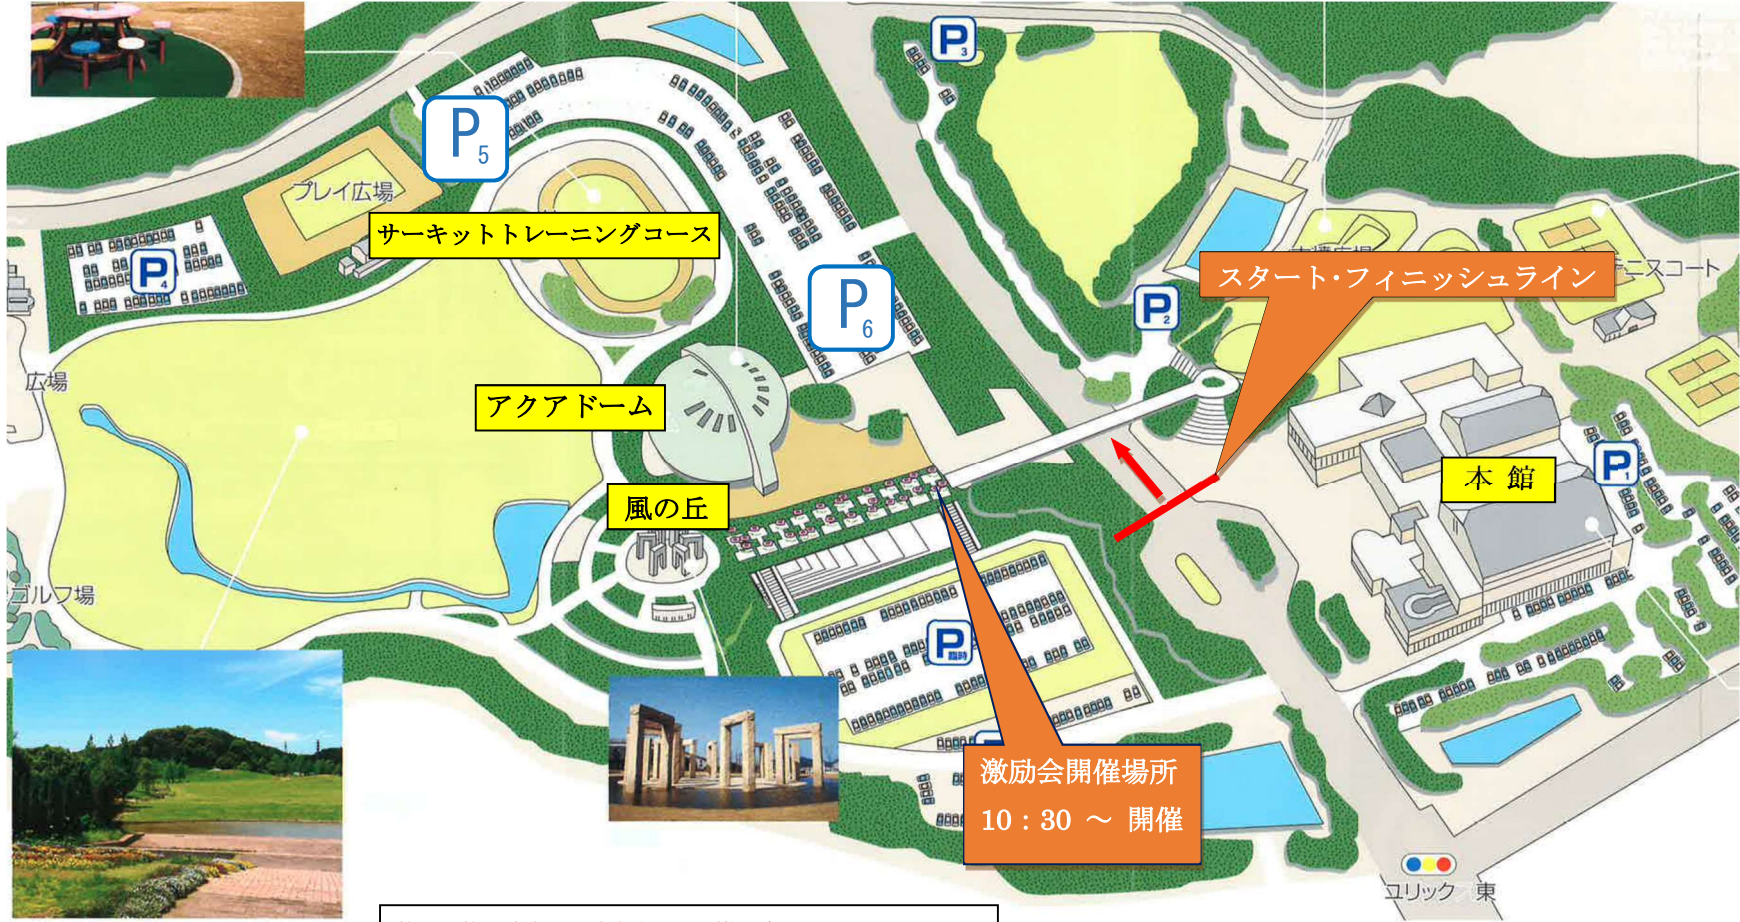 P3
P5
プレイ広場
サーキットトレーニングコース
P4
P6
P2
スタート・フィニッシュライン
ニスコート
広場
アクアドーム
本 館
P1
風の丘
ゴルフ場
P臨時
激励会開催場所
10：30 ～ 開催
ユリック 東